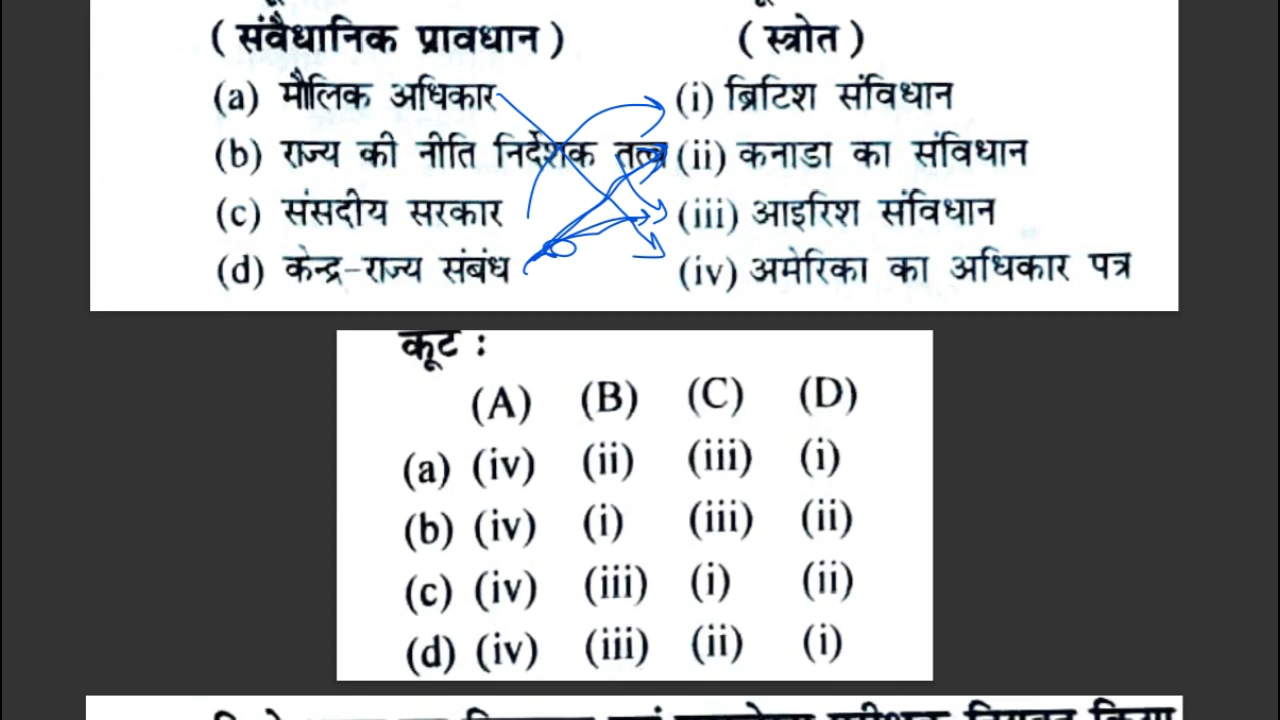 ( संवैधानिक प्रावधान ) ( स्त्रोत )
(a) मौलिक अधिकार (i) ब्रिटिश संविधान
(b) राज्य की नीति निर्देशक तत्त्व (ii) कनाडा का संविधान
(c) संसदीय सरकार (iii) आइरिश संविधान
(d) केन्द्र-राज्य संबंध (iv) अमेरिका का अधिकार पत्र
कूट :
(A) (B) (C) (D)
(a) (iv) (ii) (iii) (i)
(b) (iv) (i) (iii) (ii)
(c) (iv) (iii) (i) (ii)
(d) (iv) (iii) (ii) (i)